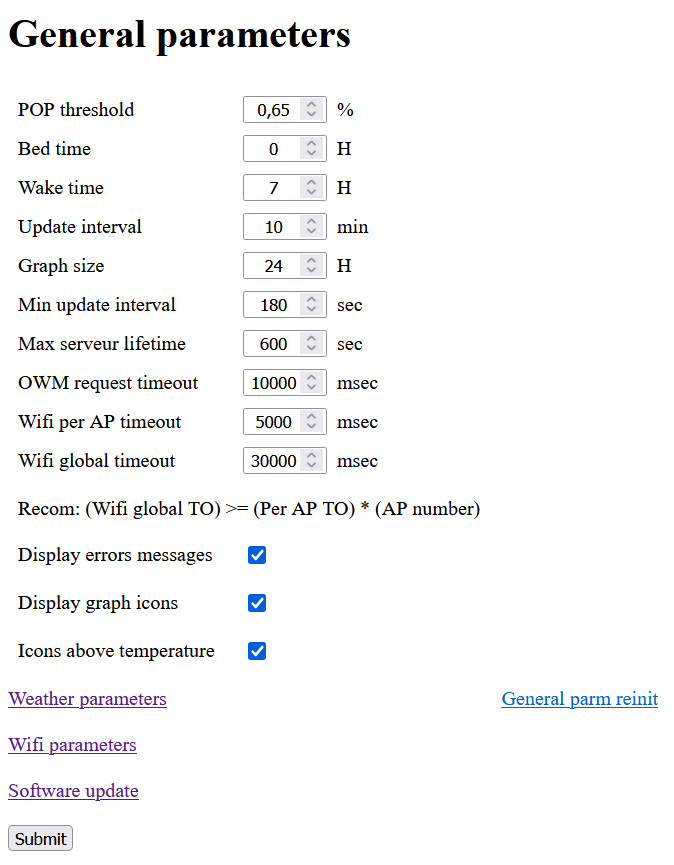 General parameters
POP threshold 0,65 %
Bed time 0 H
Wake time 7 H
Update interval 10 min
Graph size 24 H
Min update interval 180 sec
Max serveur lifetime 600 sec
OWM request timeout 10000 msec
Wifi per AP timeout 5000 msec
Wifi global timeout 30000 msec
Recom: (Wifi global TO) >= (Per AP TO) * (AP number)
Display errors messages
Display graph icons
Icons above temperature
Weather parameters General parm reinit
Wifi parameters
Software update
Submit